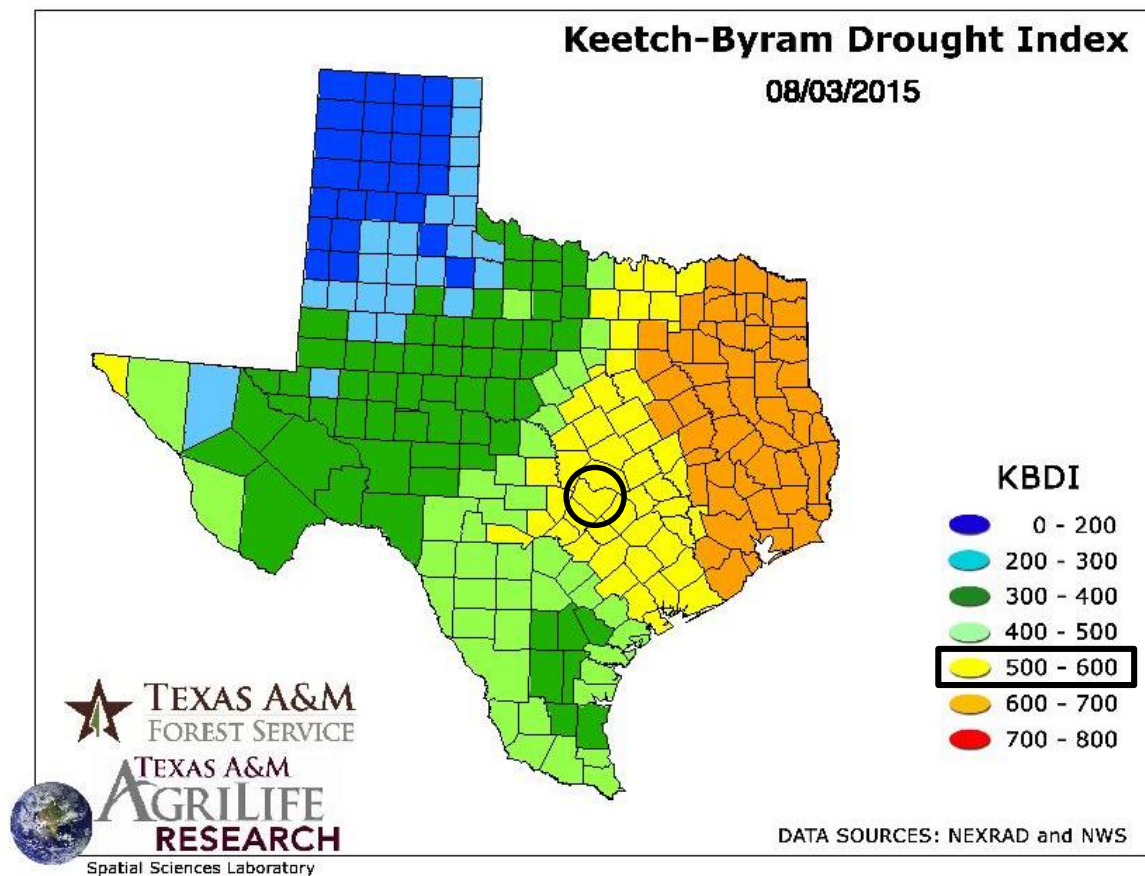 Keetch-Byram Drought Index
08/03/2015
KBDI
0 - 200
200 - 300
300 - 400
400 - 500
500 - 600
600 - 700
700 - 800
TEXAS A&M
FOREST SERVICE
TEXAS A&M
AGRILIFE
RESEARCH
Spatial Sciences Laboratory
DATA SOURCES: NEXRAD and NWS